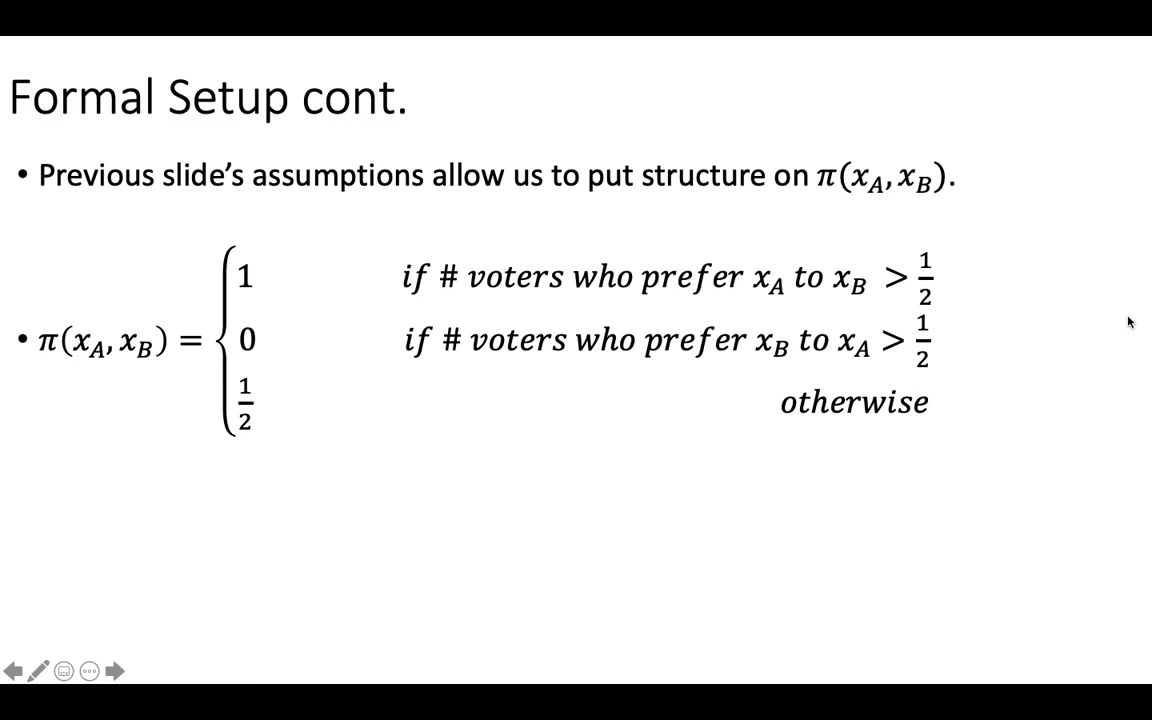 Formal Setup cont.
• Previous slide's assumptions allow us to put structure on π(x_A, x_B).
1 if # voters who prefer x_A to x_B > 1/2
• π(x_A, x_B) = { 0 if # voters who prefer x_B to x_A > 1/2
1/2 otherwise